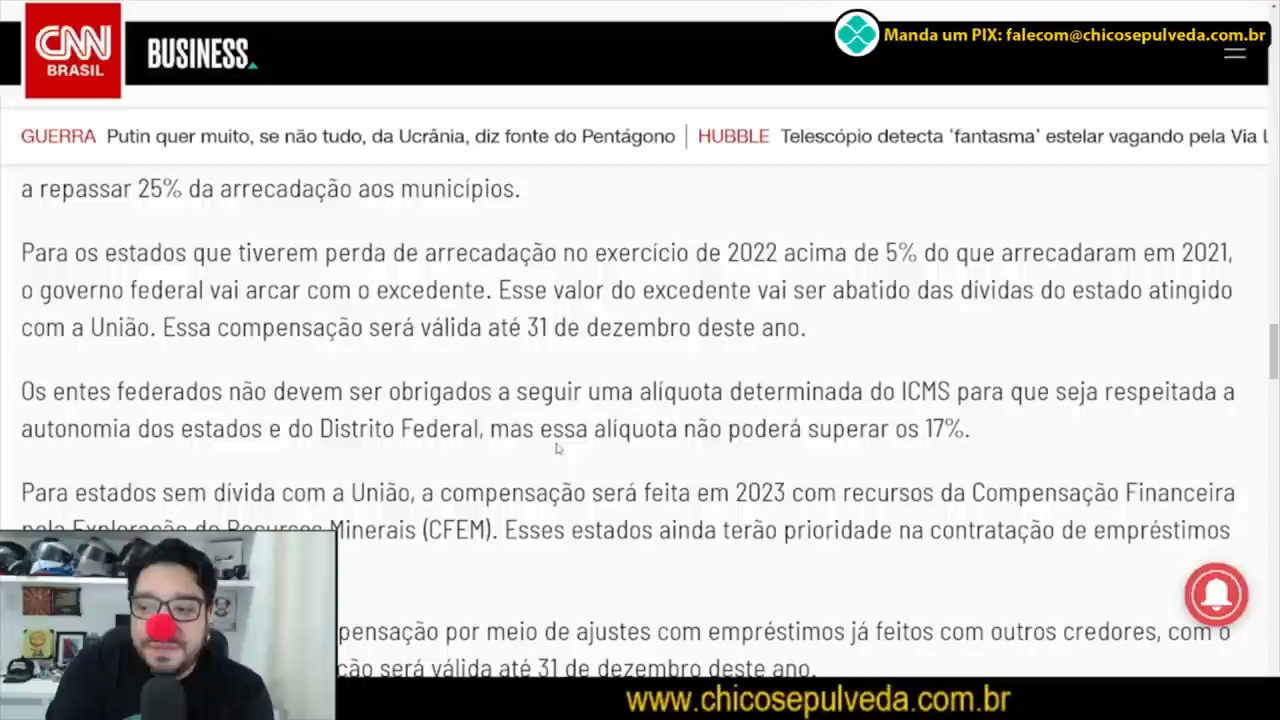 CNN
BRASIL
BUSINESS
Manda um PIX: falecom@chicosepulveda.com.br
GUERRA Putin quer muito, se não tudo, da Ucrânia, diz fonte do Pentágono | HUBBLE Telescópio detecta 'fantasma' estelar vagando pela Via
a repassar 25% da arrecadação aos municípios.
Para os estados que tiverem perda de arrecadação no exercício de 2022 acima de 5% do que arrecadaram em 2021,
o governo federal vai arcar com o excedente. Esse valor do excedente vai ser abatido das dívidas do estado atingido
com a União. Essa compensação será válida até 31 de dezembro deste ano.
Os entes federados não devem ser obrigados a seguir uma alíquota determinada do ICMS para que seja respeitada a
autonomia dos estados e do Distrito Federal, mas essa alíquota não poderá superar os 17%.
Para estados sem dívida com a União, a compensação será feita em 2023 com recursos da Compensação Financeira
pela Exploração de Recursos Minerais (CFEM). Esses estados ainda terão prioridade na contratação de empréstimos
pensação por meio de ajustes com empréstimos já feitos com outros credores, com o
ção será válida até 31 de dezembro deste ano.
www.chicosepulveda.com.br